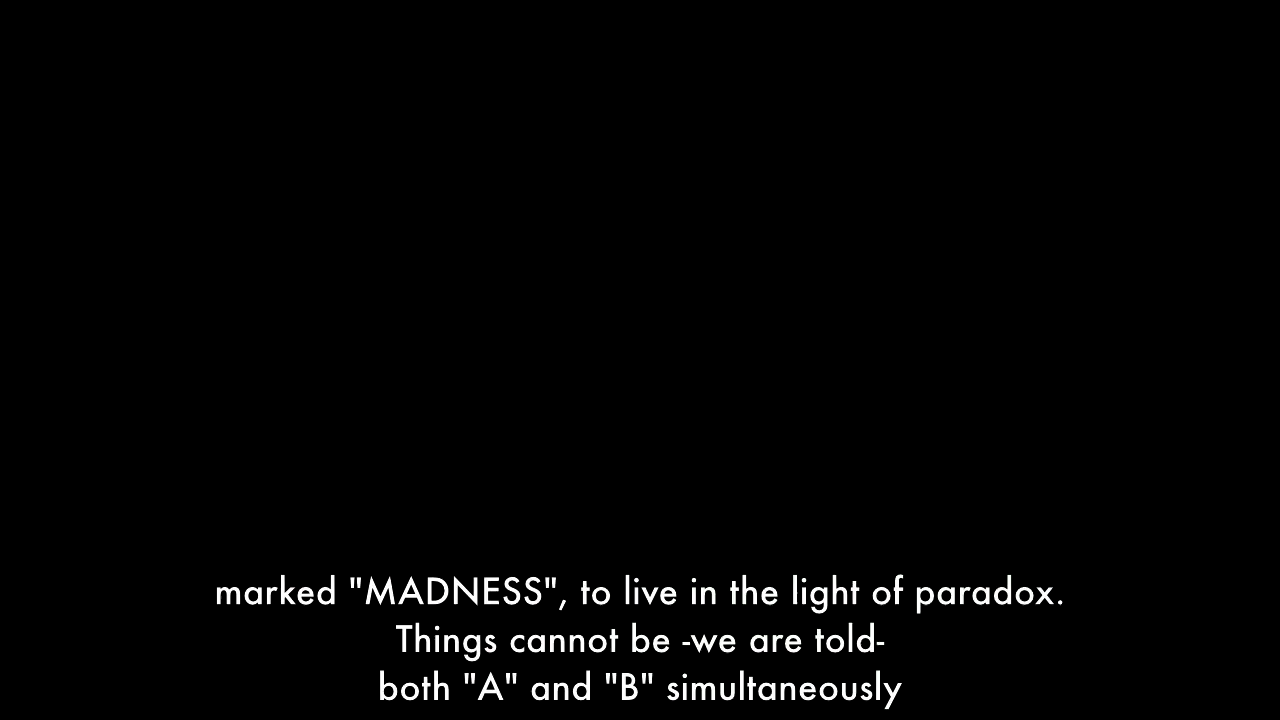 marked "MADNESS", to live in the light of paradox.
Things cannot be -we are told-
both "A" and "B" simultaneously